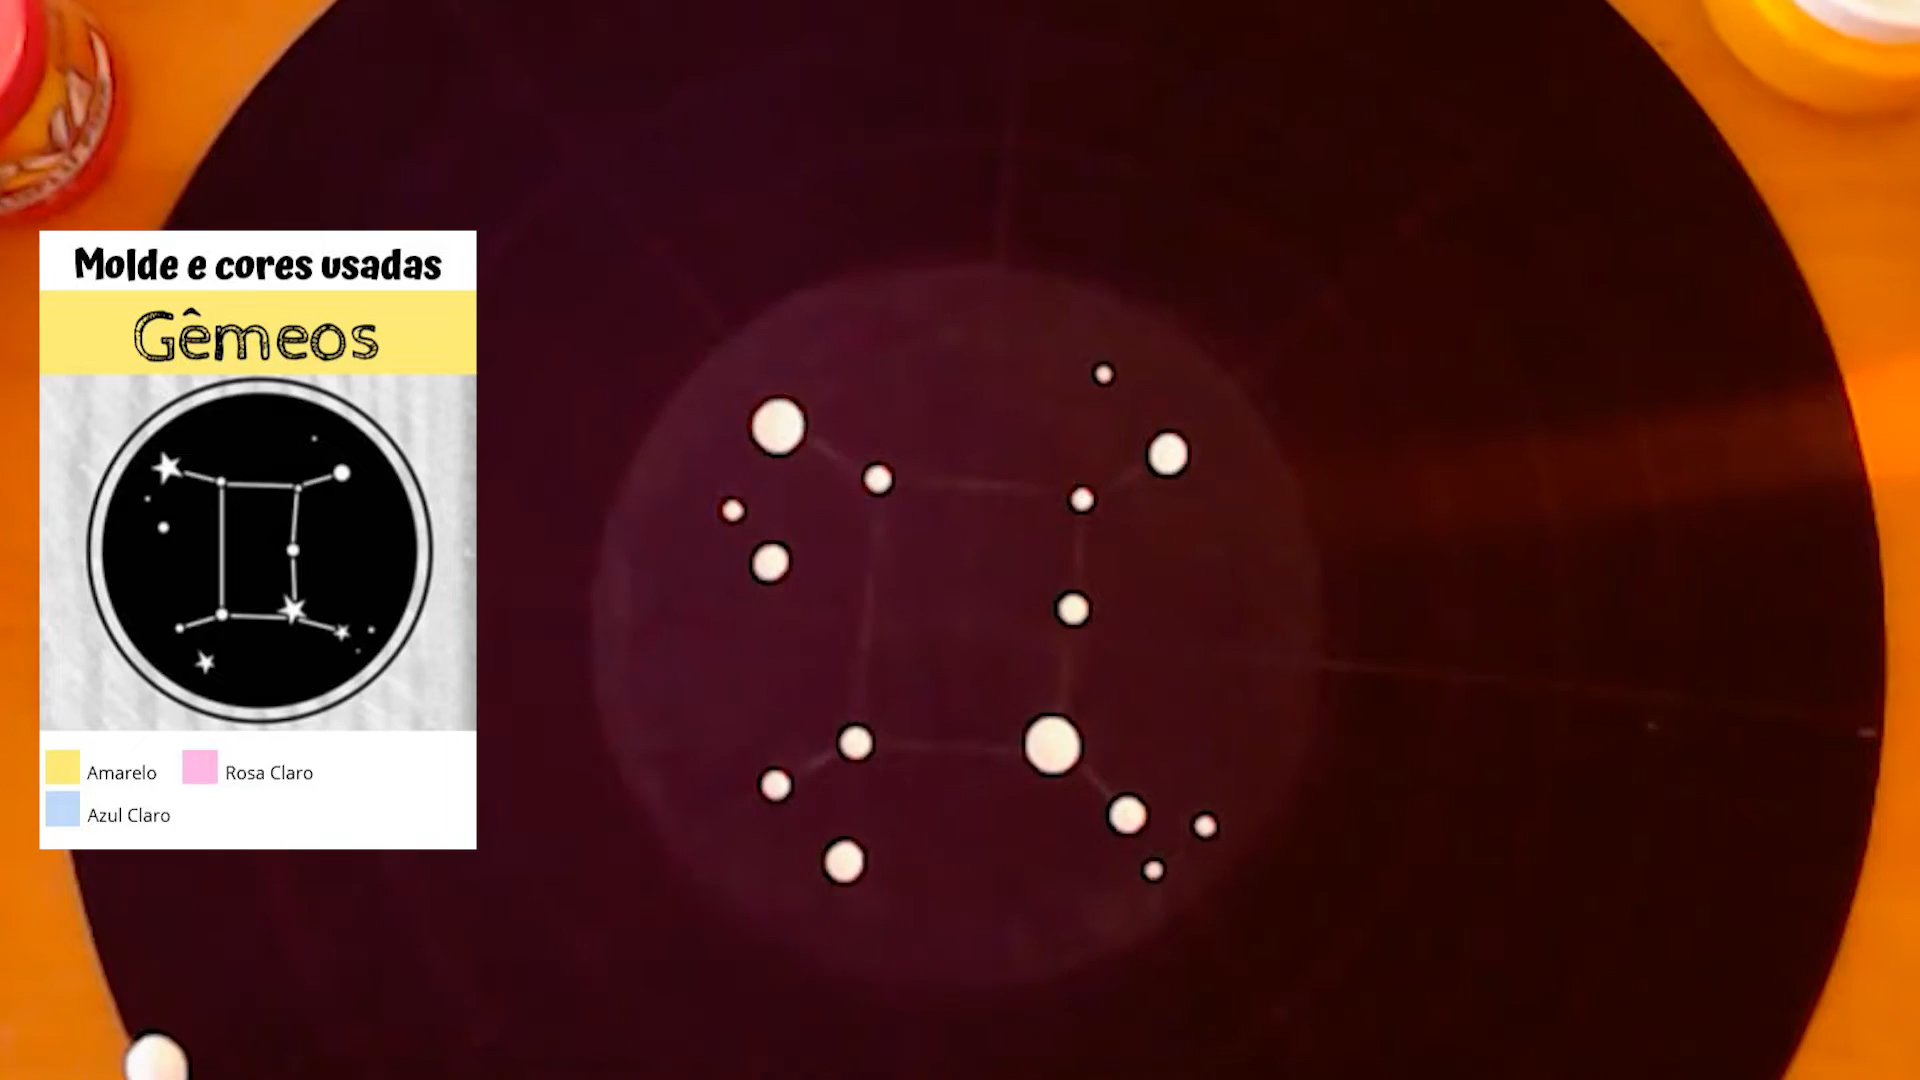 Molde e cores usadas
Gêmeos
Amarelo
Rosa Claro
Azul Claro